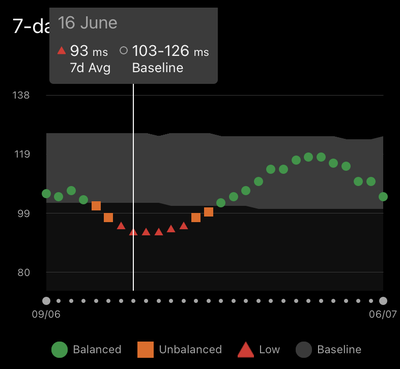 7-da
16 June
93 ms
103-126 ms
7d Avg
Baseline
138
119
99
80
09/06
06/07
Balanced
Unbalanced
Low
Baseline